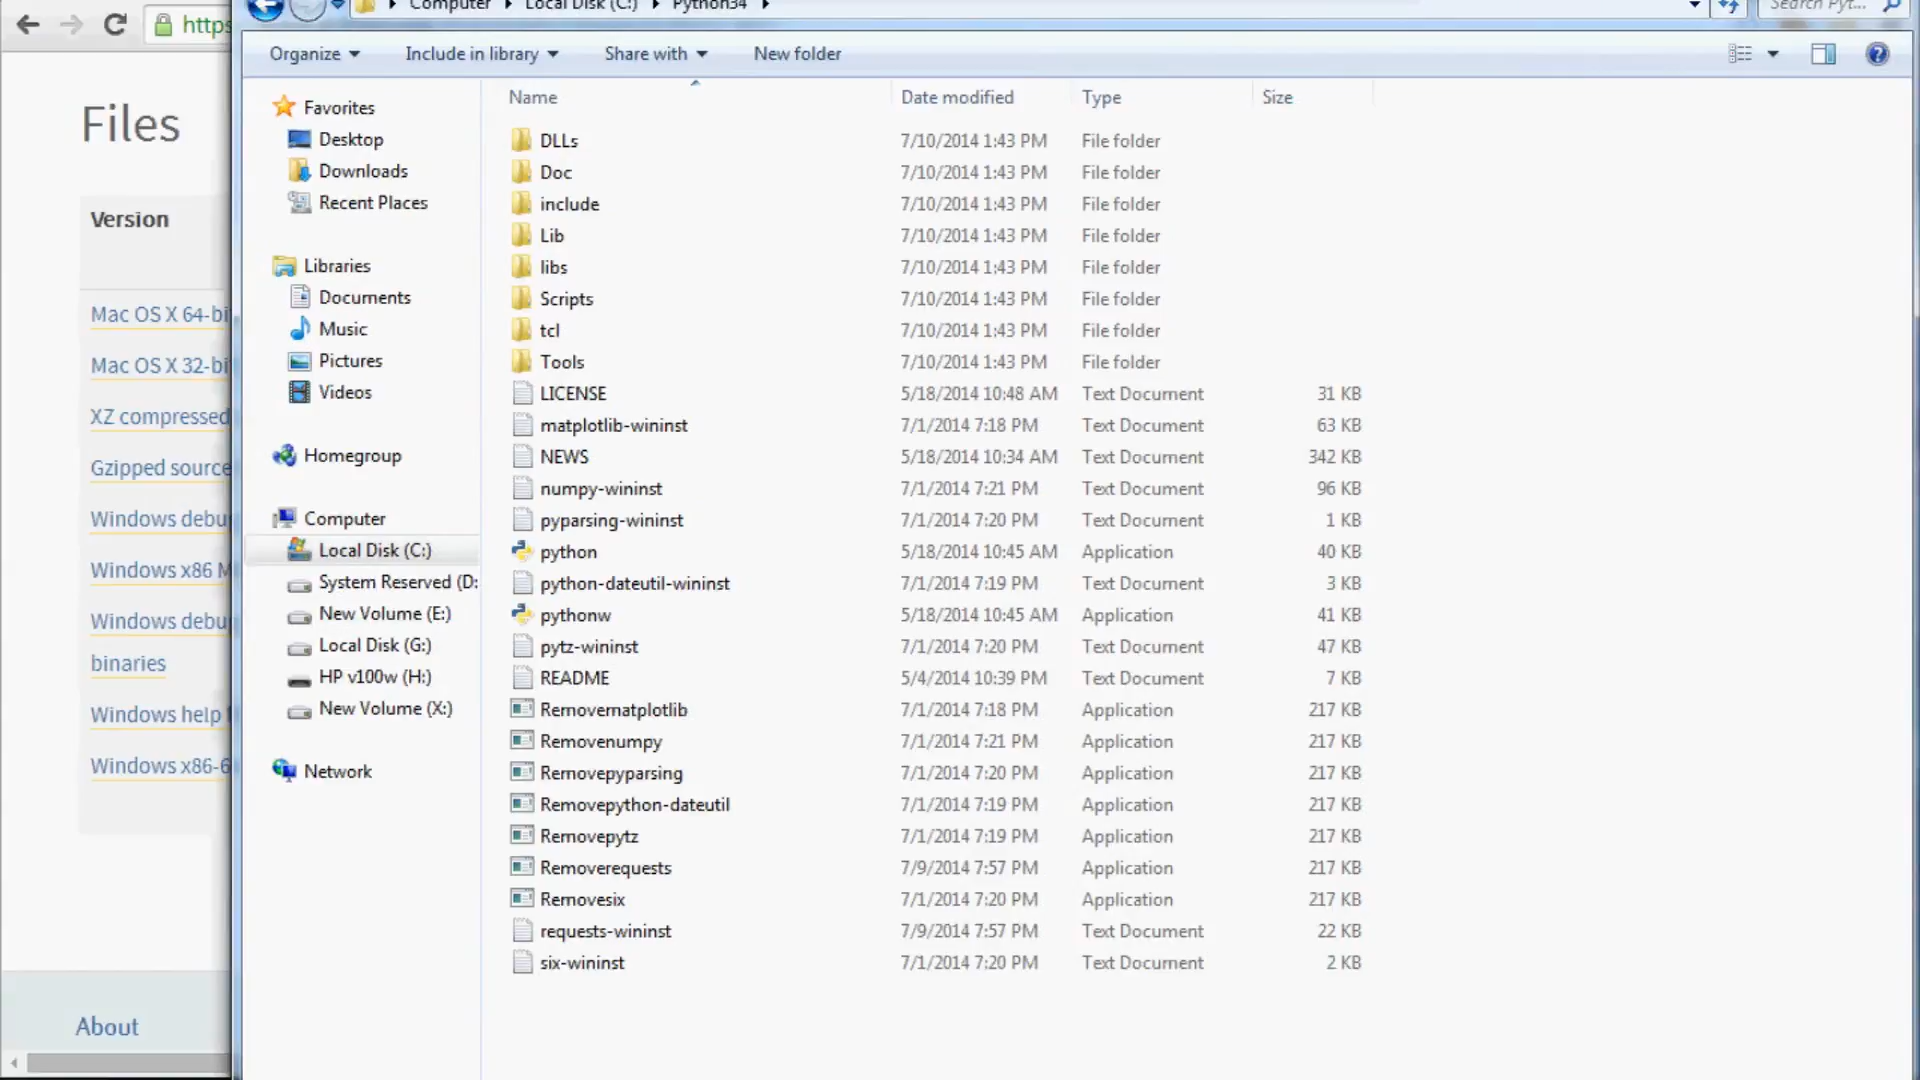 https
Computer Local Disk (C:) Python34
Search Pyt...
Organize Include in library Share with New folder
Files
Version
Mac OS X 64-bi
Mac OS X 32-bi
XZ compressed
Gzipped source
Windows debu
Windows x86 M
Windows debu
binaries
Windows help
Windows x86-6
About
Favorites
Desktop
Downloads
Recent Places
Libraries
Documents
Music
Pictures
Videos
Homegroup
Computer
Local Disk (C:)
System Reserved (D:
New Volume (E:)
Local Disk (G:)
HP v100w (H:)
New Volume (X:)
Network
Name Date modified Type Size
DLLs 7/10/2014 1:43 PM File folder
Doc 7/10/2014 1:43 PM File folder
include 7/10/2014 1:43 PM File folder
Lib 7/10/2014 1:43 PM File folder
libs 7/10/2014 1:43 PM File folder
Scripts 7/10/2014 1:43 PM File folder
tcl 7/10/2014 1:43 PM File folder
Tools 7/10/2014 1:43 PM File folder
LICENSE 5/18/2014 10:48 AM Text Document 31 KB
matplotlib-wininst 7/1/2014 7:18 PM Text Document 63 KB
NEWS 5/18/2014 10:34 AM Text Document 342 KB
numpy-wininst 7/1/2014 7:21 PM Text Document 96 KB
pyparsing-wininst 7/1/2014 7:20 PM Text Document 1 KB
python 5/18/2014 10:45 AM Application 40 KB
python-dateutil-wininst 7/1/2014 7:19 PM Text Document 3 KB
pythonw 5/18/2014 10:45 AM Application 41 KB
pytz-wininst 7/1/2014 7:20 PM Text Document 47 KB
README 5/4/2014 10:39 PM Text Document 7 KB
Removematplotlib 7/1/2014 7:18 PM Application 217 KB
Removenumpy 7/1/2014 7:21 PM Application 217 KB
Removepyparsing 7/1/2014 7:20 PM Application 217 KB
Removepython-dateutil 7/1/2014 7:19 PM Application 217 KB
Removepytz 7/1/2014 7:19 PM Application 217 KB
Removerequests 7/9/2014 7:57 PM Application 217 KB
Removesix 7/1/2014 7:20 PM Application 217 KB
requests-wininst 7/9/2014 7:57 PM Text Document 22 KB
six-wininst 7/1/2014 7:20 PM Text Document 2 KB